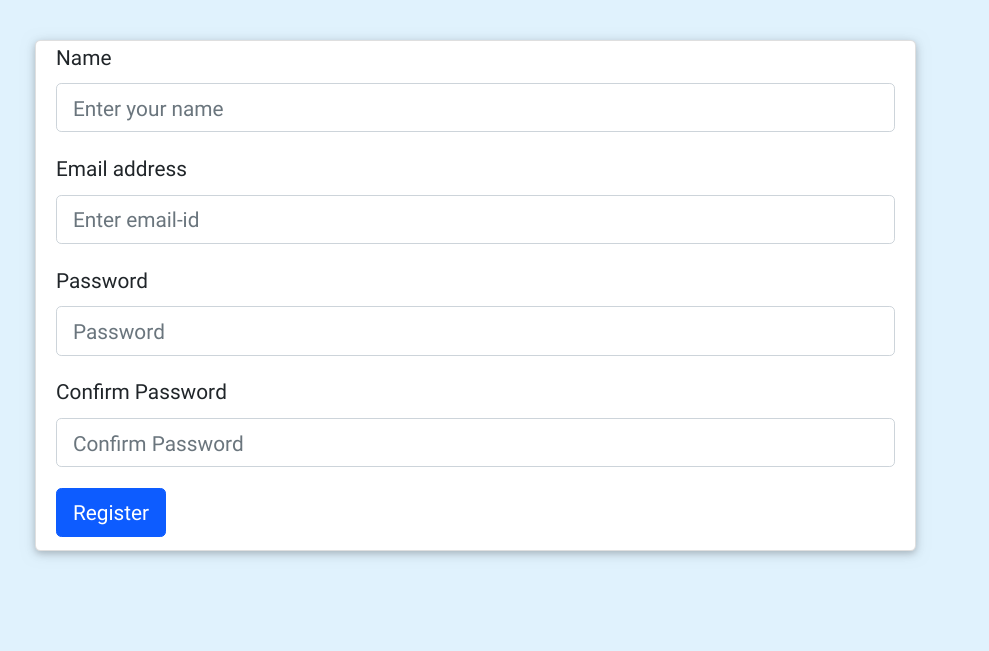 Name
Enter your name
Email address
Enter email-id
Password
Password
Confirm Password
Confirm Password
Register